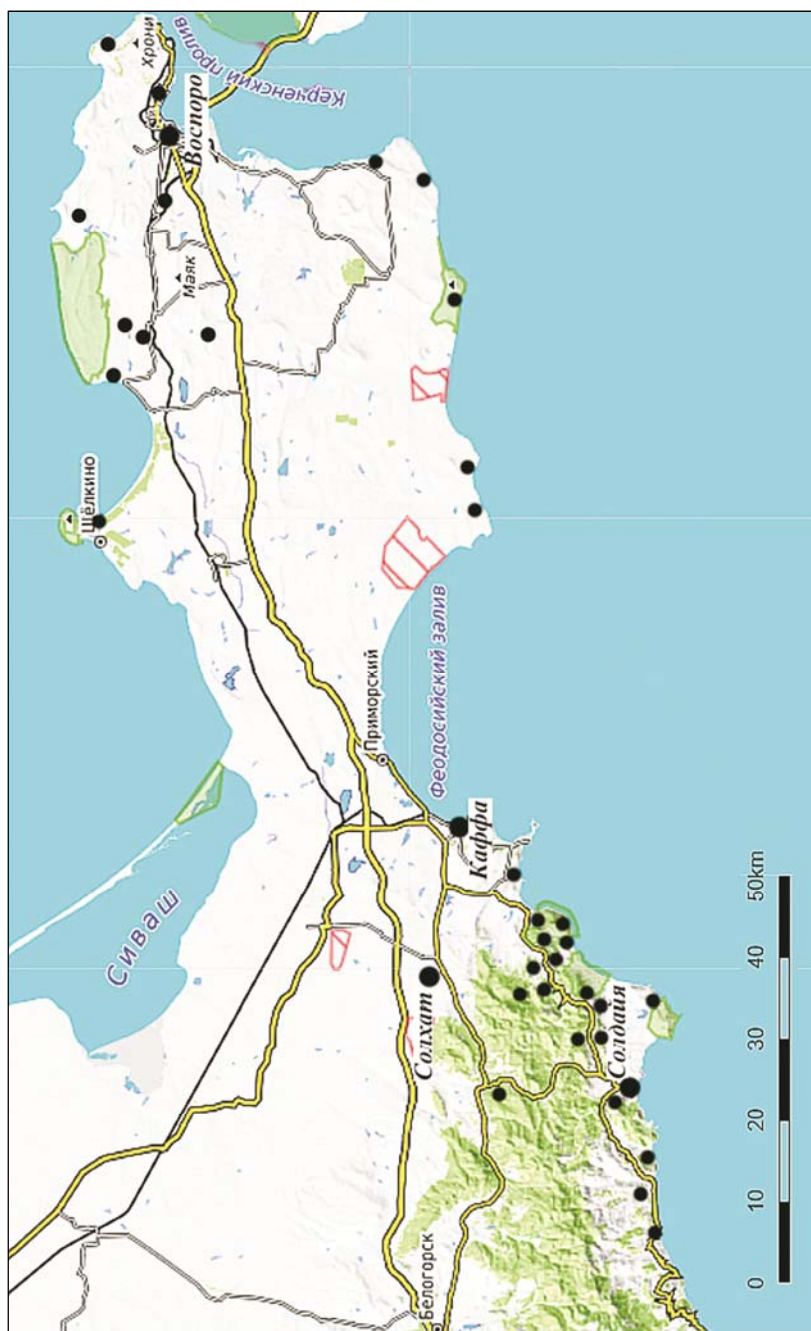 Хрони
Керченский пролив
Воспоро
Маяк
Щёлкино
Феодосийский залив
Приморский
Каффа
Сиваш
Солхат
Солдайя
Белогорск
0 10 20 30 40 50km